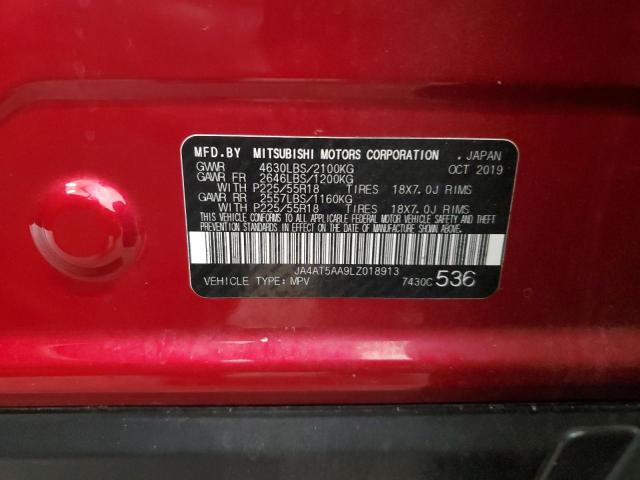 MFD.BY MITSUBISHI MOTORS CORPORATION . JAPAN
GVWR 4630LBS/2100KG OCT 2019
GAWR FR 2646LBS/1200KG
WITH P225/55R18 TIRES 18X7.0J RIMS
GAWR RR 2557LBS/1160KG
WITH P225/55R18 TIRES 18X7.0J RIMS
THIS VEHICLE CONFORMS TO ALL APPLICABLE FEDERAL MOTOR VEHICLE SAFETY AND THEFT
PREVENTION STANDARDS IN EFFECT ON THE DATE OF MANUFACTURE SHOWN ABOVE.
JA4AT5AA9LZ018913
VEHICLE TYPE: MPV 7430C 536